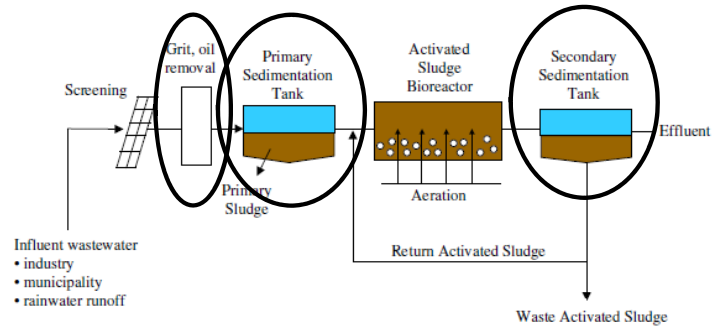 Grit, oil
removal
Primary
Sedimentation
Tank
Activated
Sludge
Bioreactor
Secondary
Sedimentation
Tank
Screening
Effluent
Primary
Sludge
Aeration
Influent wastewater
• industry
• municipality
• rainwater runoff
Return Activated Sludge
Waste Activated Sludge